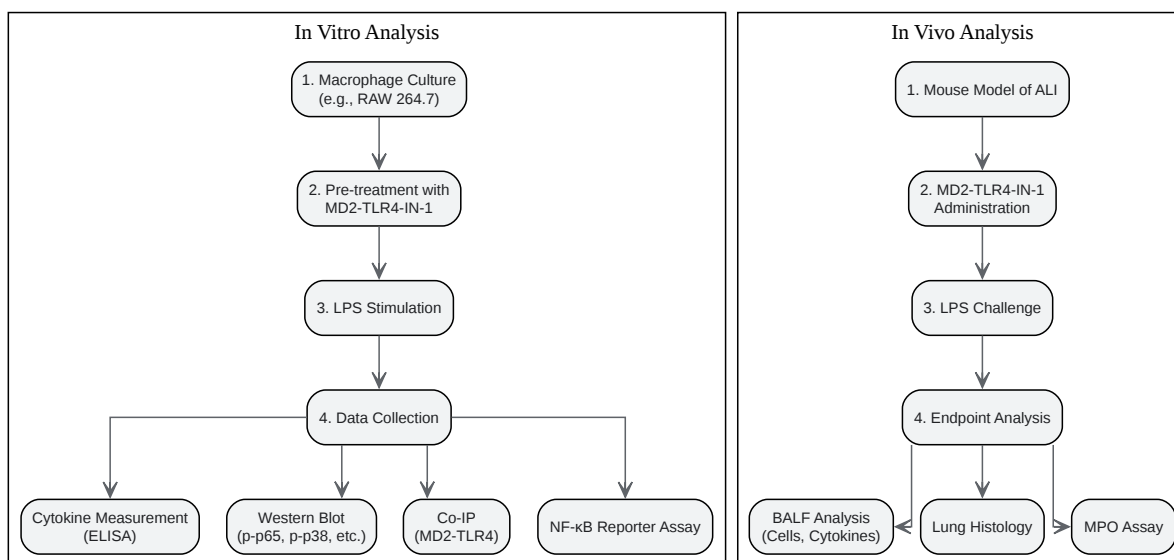 In Vitro Analysis
1. Macrophage Culture
(e.g., RAW 264.7)
2. Pre-treatment with
MD2-TLR4-IN-1
3. LPS Stimulation
4. Data Collection
Cytokine Measurement
(ELISA)
Western Blot
(p-p65, p-p38, etc.)
Co-IP
(MD2-TLR4)
NF-κB Reporter Assay
In Vivo Analysis
1. Mouse Model of ALI
2. MD2-TLR4-IN-1
Administration
3. LPS Challenge
4. Endpoint Analysis
BALF Analysis
(Cells, Cytokines)
Lung Histology
MPO Assay